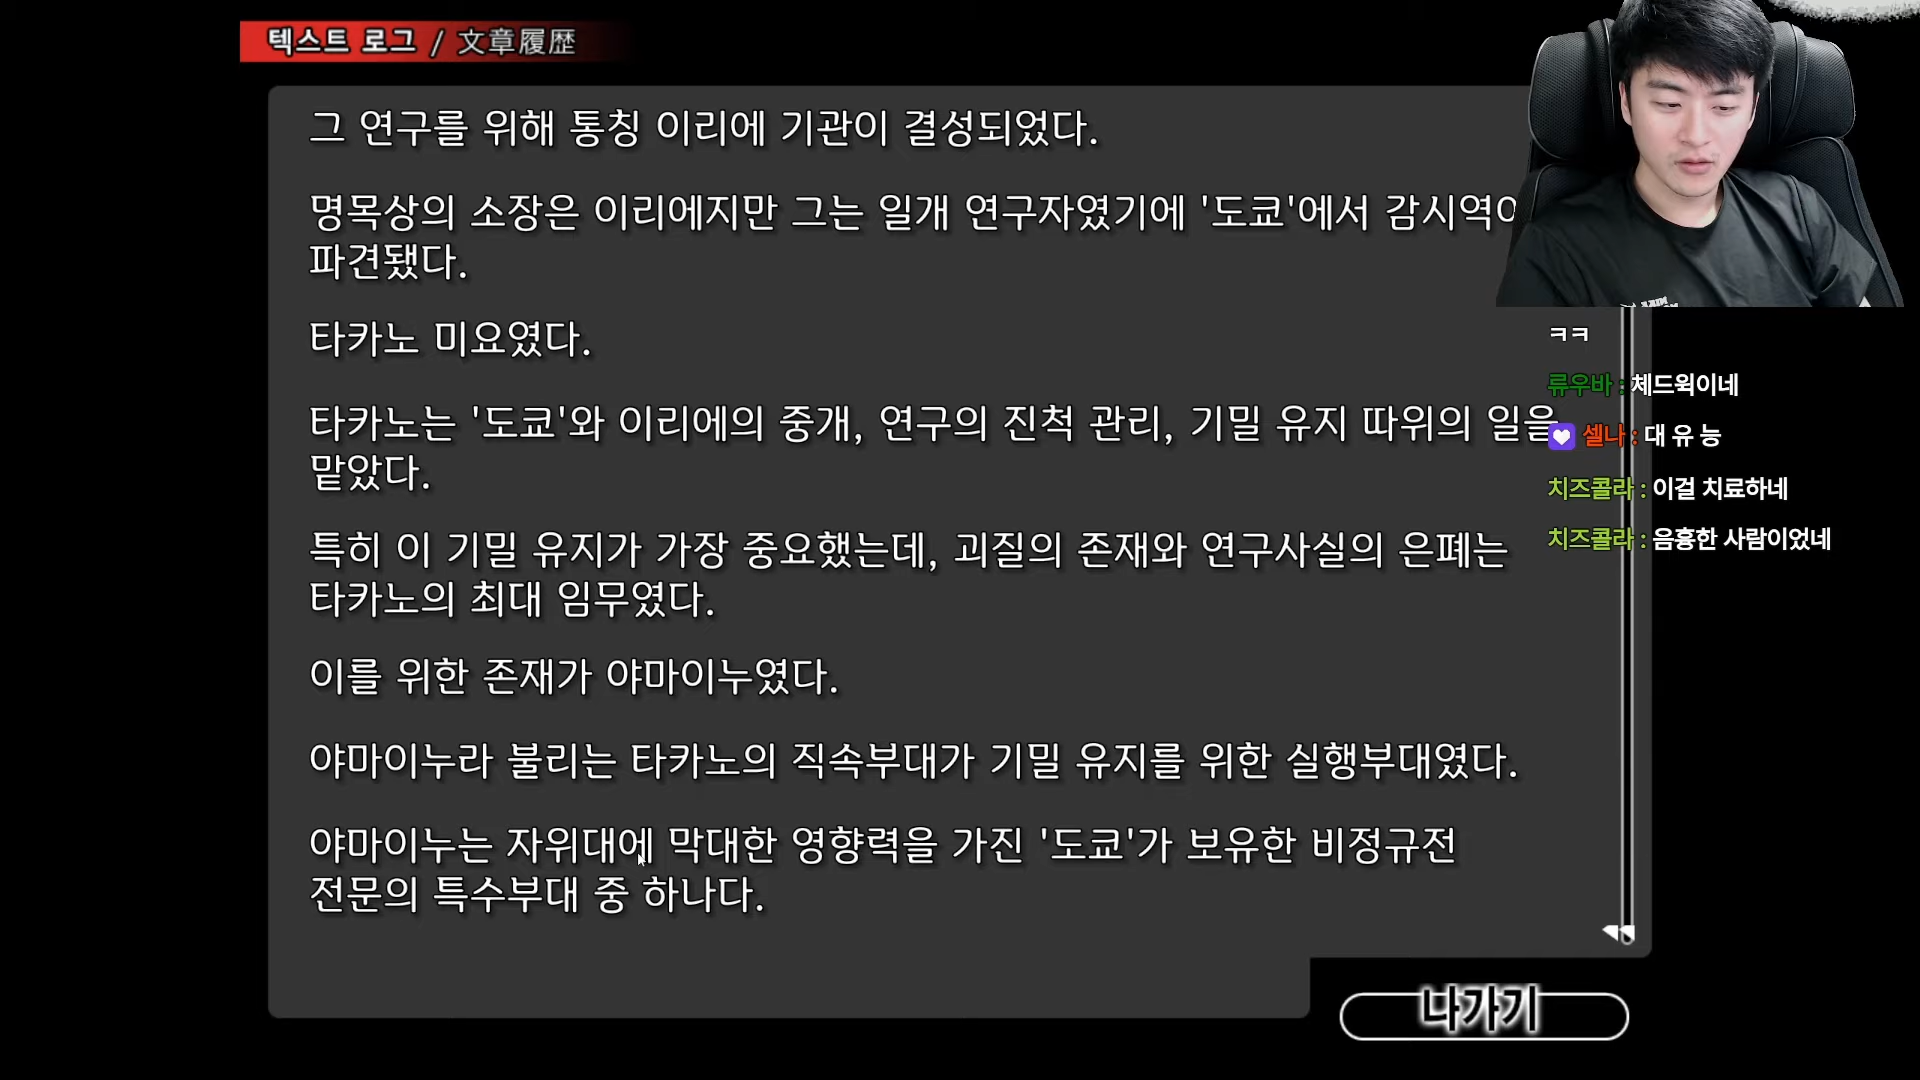 텍스트 로그 / 文章履歴
그 연구를 위해 통칭 이리에 기관이 결성되었다.
명목상의 소장은 이리에지만 그는 일개 연구자였기에 '도쿄'에서 감시역이
파견됐다.
타카노 미요였다.
타카노는 '도쿄'와 이리에의 중개, 연구의 진척 관리, 기밀 유지 따위의 일을
맡았다.
특히 이 기밀 유지가 가장 중요했는데, 괴질의 존재와 연구사실의 은폐는
타카노의 최대 임무였다.
이를 위한 존재가 야마이누였다.
야마이누라 불리는 타카노의 직속부대가 기밀 유지를 위한 실행부대였다.
야마이누는 자위대에 막대한 영향력을 가진 '도쿄'가 보유한 비정규전
전문의 특수부대 중 하나다.
ㅋㅋ
류우바 : 체드윅이네
셀나 : 대 유 능
치즈콜라 : 이걸 치료하네
치즈콜라 : 음흉한 사람이었네
나가기